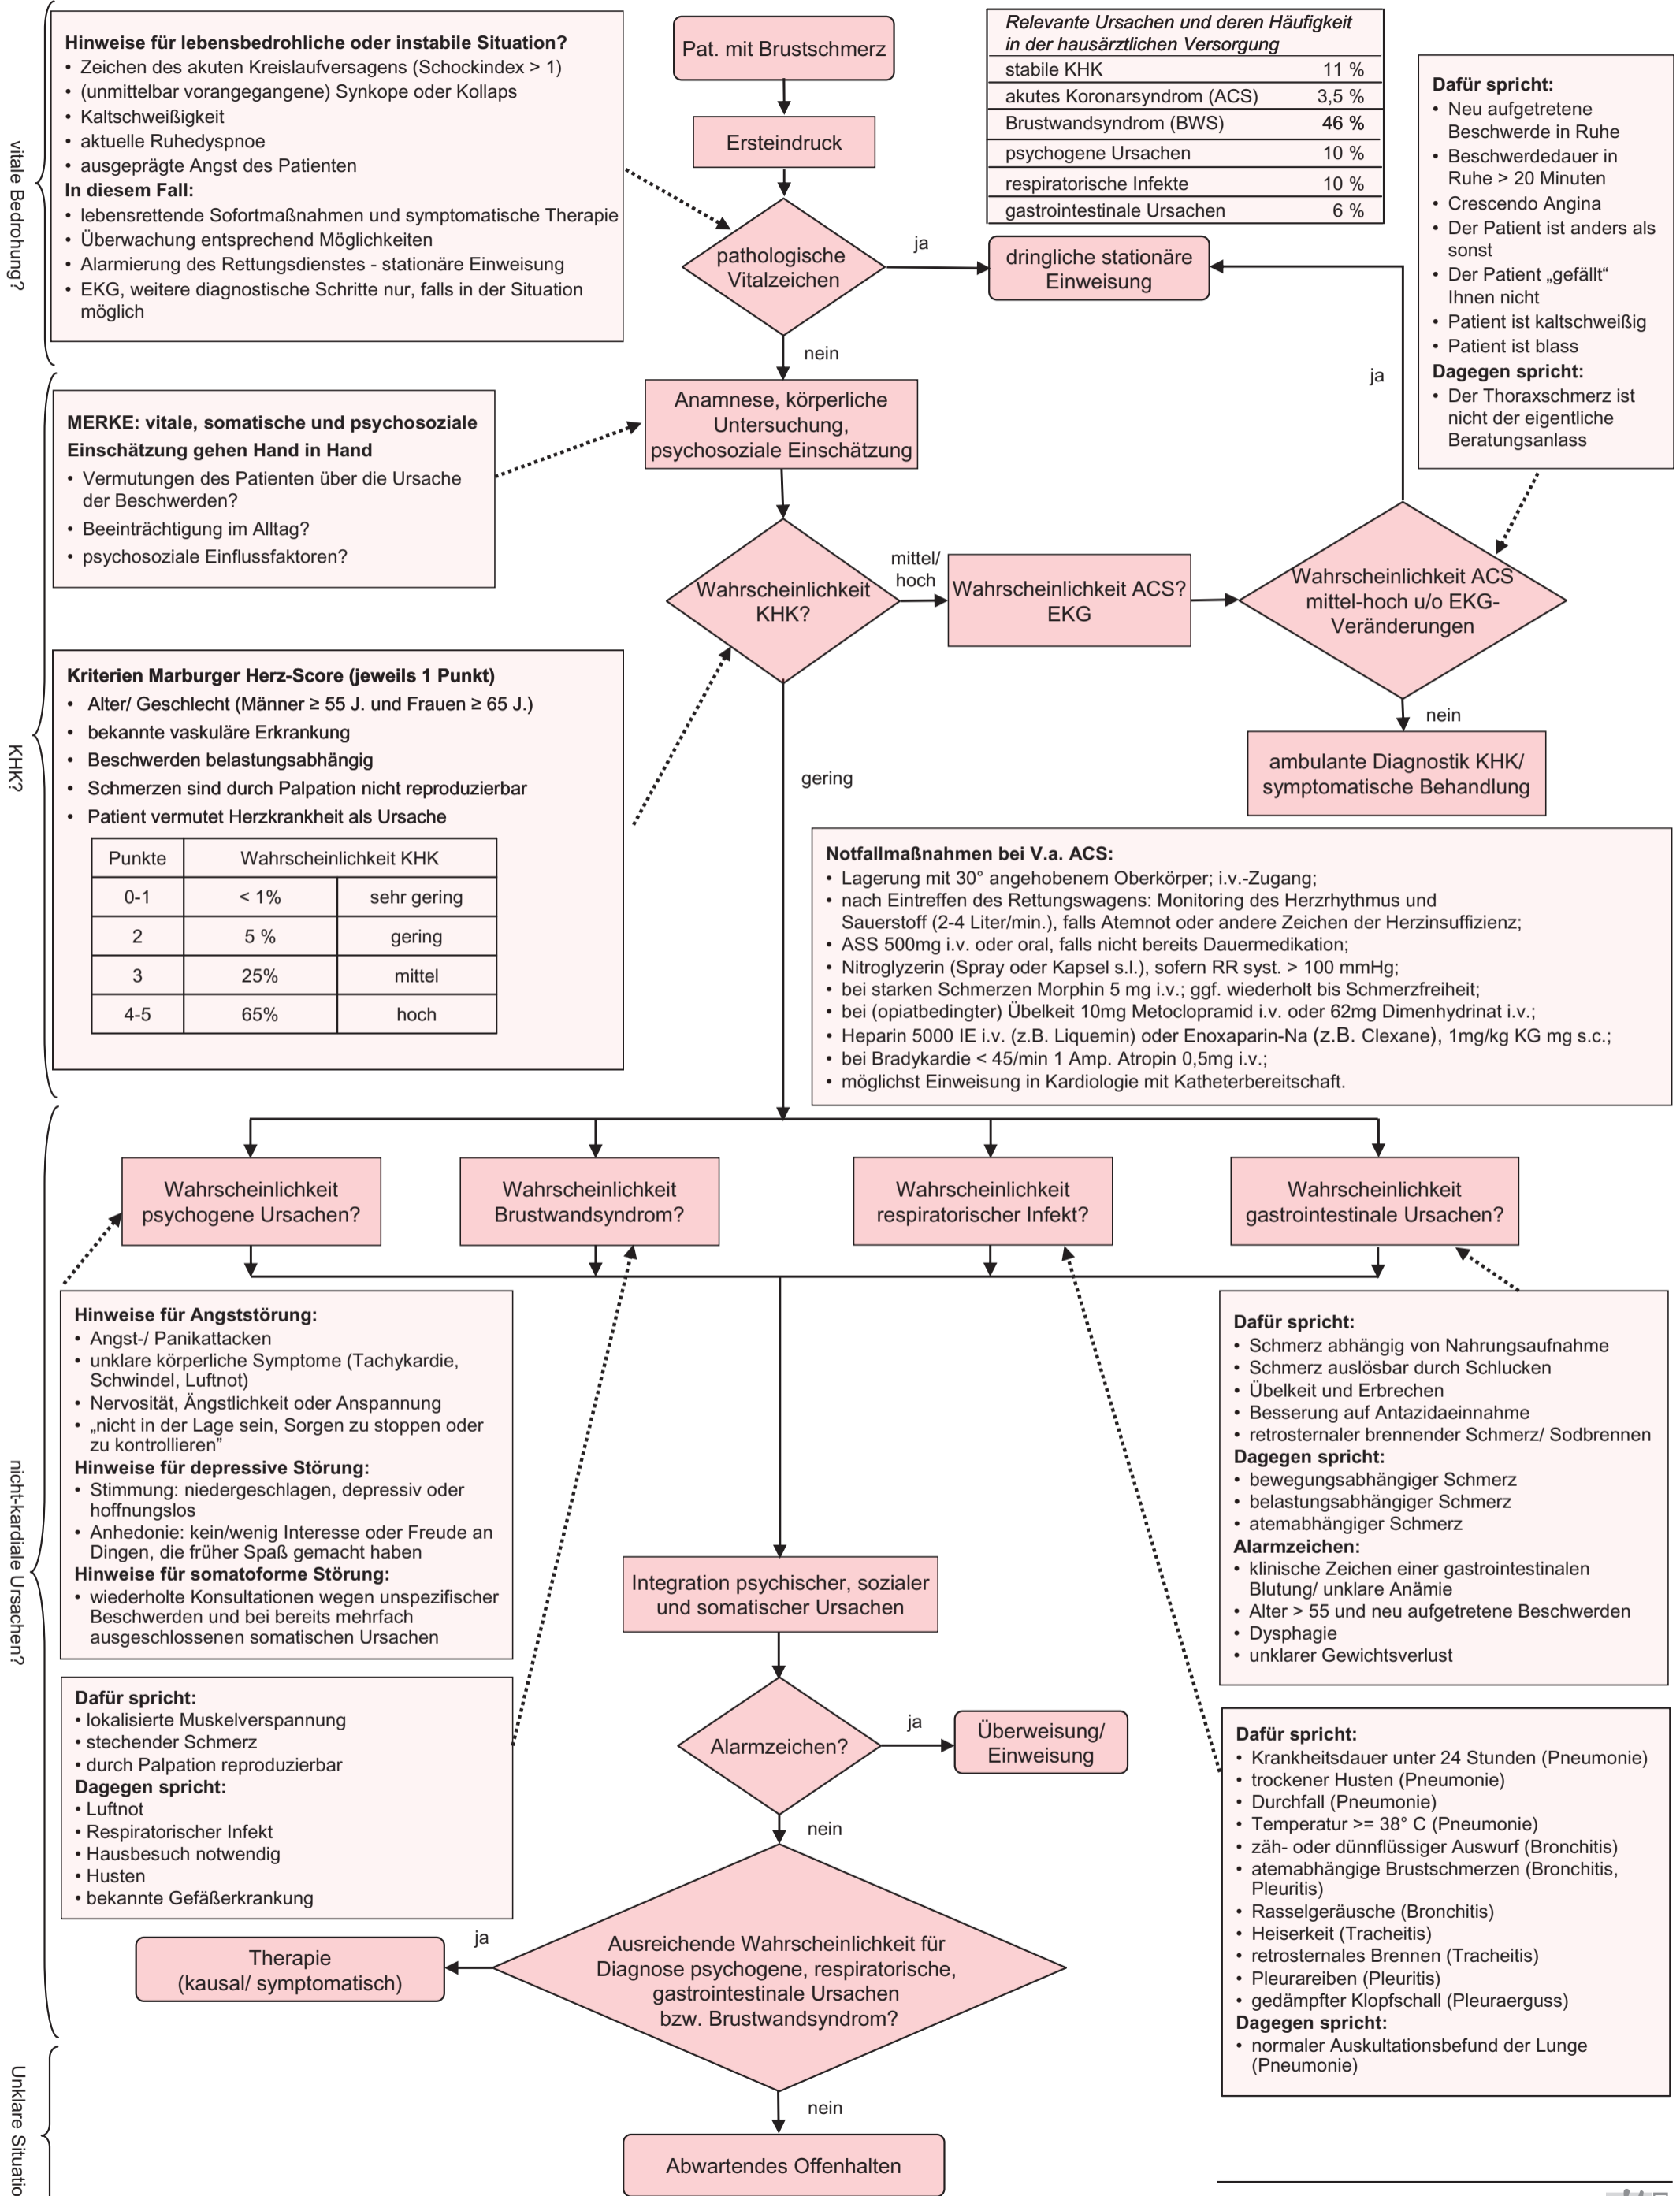 Hinweise für lebensbedrohliche oder instabile Situation?
• Zeichen des akuten Kreislaufversagens (Schockindex > 1)
• (unmittelbar vorangegangene) Synkope oder Kollaps
• Kaltschweißigkeit
• aktuelle Ruhedyspnoe
• ausgeprägte Angst des Patienten
In diesem Fall:
• lebensrettende Sofortmaßnahmen und symptomatische Therapie
• Überwachung entsprechend Möglichkeiten
• Alarmierung des Rettungsdienstes - stationäre Einweisung
• EKG, weitere diagnostische Schritte nur, falls in der Situation
möglich
vitale Bedrohung?
Pat. mit Brustschmerz
Ersteindruck
pathologische
Vitalzeichen
ja
dringliche stationäre
Einweisung
nein
Relevante Ursachen und deren Häufigkeit
in der hausärztlichen Versorgung
stabile KHK 11 %
akutes Koronarsyndrom (ACS) 3,5 %
Brustwandsyndrom (BWS) 46 %
psychogene Ursachen 10 %
respiratorische Infekte 10 %
gastrointestinale Ursachen 6 %
Dafür spricht:
• Neu aufgetretene
Beschwerde in Ruhe
• Beschwerdedauer in
Ruhe > 20 Minuten
• Crescendo Angina
• Der Patient ist anders als
sonst
• Der Patient „gefällt“
Ihnen nicht
• Patient ist kaltschweißig
• Patient ist blass
Dagegen spricht:
• Der Thoraxschmerz ist
nicht der eigentliche
Beratungsanlass
ja
MERKE: vitale, somatische und psychosoziale
Einschätzung gehen Hand in Hand
• Vermutungen des Patienten über die Ursache
der Beschwerden?
• Beeinträchtigung im Alltag?
• psychosoziale Einflussfaktoren?
Anamnese, körperliche
Untersuchung,
psychosoziale Einschätzung
Wahrscheinlichkeit
KHK?
mittel/
hoch
Wahrscheinlichkeit ACS?
EKG
Wahrscheinlichkeit ACS
mittel-hoch u/o EKG-
Veränderungen
nein
ambulante Diagnostik KHK/
symptomatische Behandlung
gering
KHK?
Kriterien Marburger Herz-Score (jeweils 1 Punkt)
• Alter/ Geschlecht (Männer ≥ 55 J. und Frauen ≥ 65 J.)
• bekannte vaskuläre Erkrankung
• Beschwerden belastungsabhängig
• Schmerzen sind durch Palpation nicht reproduzierbar
• Patient vermutet Herzkrankheit als Ursache
Punkte Wahrscheinlichkeit KHK
0-1 < 1% sehr gering
2 5 % gering
3 25% mittel
4-5 65% hoch
Notfallmaßnahmen bei V.a. ACS:
• Lagerung mit 30° angehobenem Oberkörper; i.v.-Zugang;
• nach Eintreffen des Rettungswagens: Monitoring des Herzrhythmus und
Sauerstoff (2-4 Liter/min.), falls Atemnot oder andere Zeichen der Herzinsuffizienz;
• ASS 500mg i.v. oder oral, falls nicht bereits Dauermedikation;
• Nitroglyzerin (Spray oder Kapsel s.l.), sofern RR syst. > 100 mmHg;
• bei starken Schmerzen Morphin 5 mg i.v.; ggf. wiederholt bis Schmerzfreiheit;
• bei (opiatbedingter) Übelkeit 10mg Metoclopramid i.v. oder 62mg Dimenhydrinat i.v.;
• Heparin 5000 IE i.v. (z.B. Liquemin) oder Enoxaparin-Na (z.B. Clexane), 1mg/kg KG mg s.c.;
• bei Bradykardie < 45/min 1 Amp. Atropin 0,5mg i.v.;
• möglichst Einweisung in Kardiologie mit Katheterbereitschaft.
Wahrscheinlichkeit
psychogene Ursachen?
Wahrscheinlichkeit
Brustwandsyndrom?
Wahrscheinlichkeit
respiratorischer Infekt?
Wahrscheinlichkeit
gastrointestinale Ursachen?
nicht-kardiale Ursachen?
Hinweise für Angststörung:
• Angst-/ Panikattacken
• unklare körperliche Symptome (Tachykardie,
Schwindel, Luftnot)
• Nervosität, Ängstlichkeit oder Anspannung
• „nicht in der Lage sein, Sorgen zu stoppen oder
zu kontrollieren”
Hinweise für depressive Störung:
• Stimmung: niedergeschlagen, depressiv oder
hoffnungslos
• Anhedonie: kein/wenig Interesse oder Freude an
Dingen, die früher Spaß gemacht haben
Hinweise für somatoforme Störung:
• wiederholte Konsultationen wegen unspezifischer
Beschwerden und bei bereits mehrfach
ausgeschlossenen somatischen Ursachen
Dafür spricht:
• lokalisierte Muskelverspannung
• stechender Schmerz
• durch Palpation reproduzierbar
Dagegen spricht:
• Luftnot
• Respiratorischer Infekt
• Hausbesuch notwendig
• Husten
• bekannte Gefäßerkrankung
Dafür spricht:
• Schmerz abhängig von Nahrungsaufnahme
• Schmerz auslösbar durch Schlucken
• Übelkeit und Erbrechen
• Besserung auf Antazidaeinnahme
• retrosternaler brennender Schmerz/ Sodbrennen
Dagegen spricht:
• bewegungsabhängiger Schmerz
• belastungsabhängiger Schmerz
• atemabhängiger Schmerz
Alarmzeichen:
• klinische Zeichen einer gastrointestinalen
Blutung/ unklare Anämie
• Alter > 55 und neu aufgetretene Beschwerden
• Dysphagie
• unklarer Gewichtsverlust
Integration psychischer, sozialer
und somatischer Ursachen
Alarmzeichen?
ja
Überweisung/
Einweisung
nein
Dafür spricht:
• Krankheitsdauer unter 24 Stunden (Pneumonie)
• trockener Husten (Pneumonie)
• Durchfall (Pneumonie)
• Temperatur >= 38° C (Pneumonie)
• zäh- oder dünnflüssiger Auswurf (Bronchitis)
• atemabhängige Brustschmerzen (Bronchitis,
Pleuritis)
• Rasselgeräusche (Bronchitis)
• Heiserkeit (Tracheitis)
• retrosternales Brennen (Tracheitis)
• Pleurareiben (Pleuritis)
• gedämpfter Klopfschall (Pleuraerguss)
Dagegen spricht:
• normaler Auskultationsbefund der Lunge
(Pneumonie)
Ausreichende Wahrscheinlichkeit für
Diagnose psychogene, respiratorische,
gastrointestinale Ursachen
bzw. Brustwandsyndrom?
ja
Therapie
(kausal/ symptomatisch)
nein
Abwartendes Offenhalten
Unklare Situatio